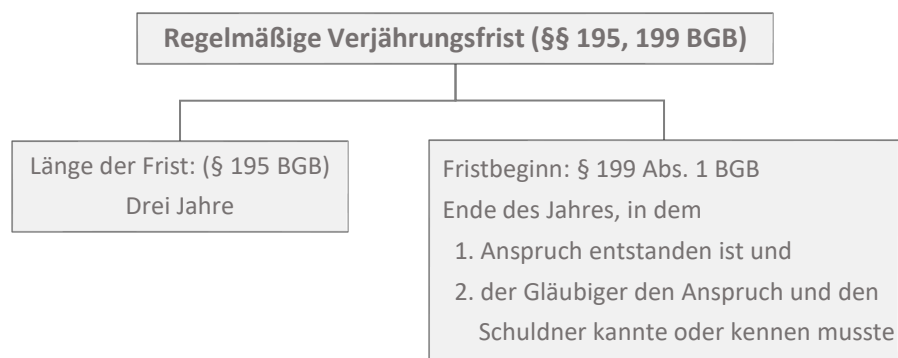 Regelmäßige Verjährungsfrist (§§ 195, 199 BGB)
Länge der Frist: (§ 195 BGB)
Drei Jahre
Fristbeginn: § 199 Abs. 1 BGB
Ende des Jahres, in dem
1. Anspruch entstanden ist und
2. der Gläubiger den Anspruch und den
Schuldner kannte oder kennen musste